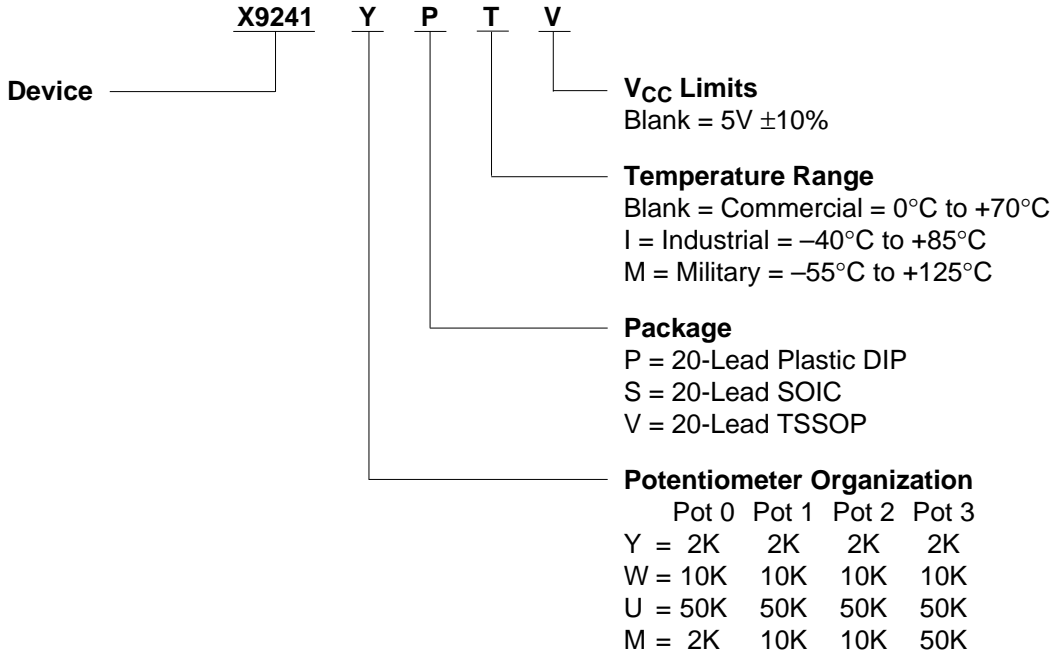 X9241 Y P T V
Device
V_CC Limits
Blank = 5V ±10%
Temperature Range
Blank = Commercial = 0°C to +70°C
I = Industrial = –40°C to +85°C
M = Military = –55°C to +125°C
Package
P = 20-Lead Plastic DIP
S = 20-Lead SOIC
V = 20-Lead TSSOP
Potentiometer Organization
Pot 0 Pot 1 Pot 2 Pot 3
Y = 2K 2K 2K 2K
W = 10K 10K 10K 10K
U = 50K 50K 50K 50K
M = 2K 10K 10K 50K